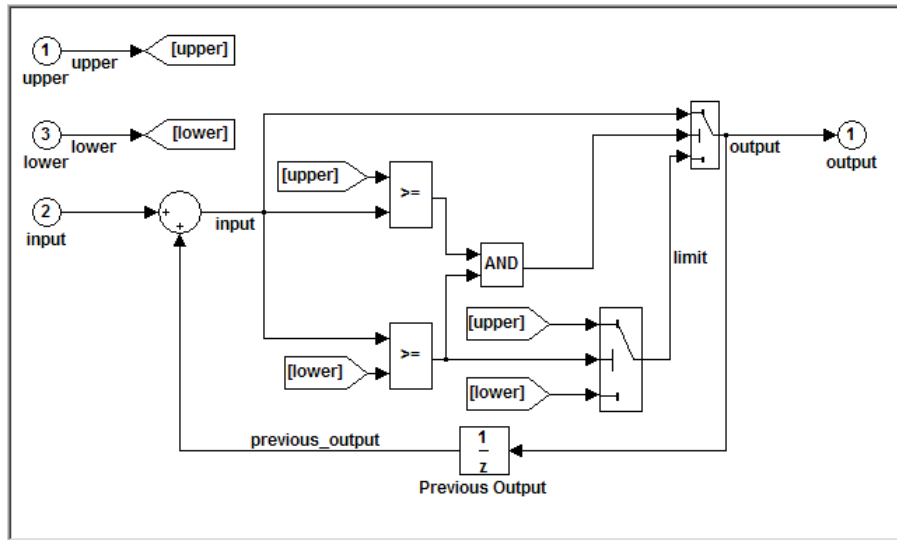 1
upper
upper
[upper]
3
lower
lower
[lower]
2
input
+
+
input
[upper]
>=
AND
[lower]
>=
[upper]
[lower]
limit
output
1
output
previous_output
1
z
Previous Output